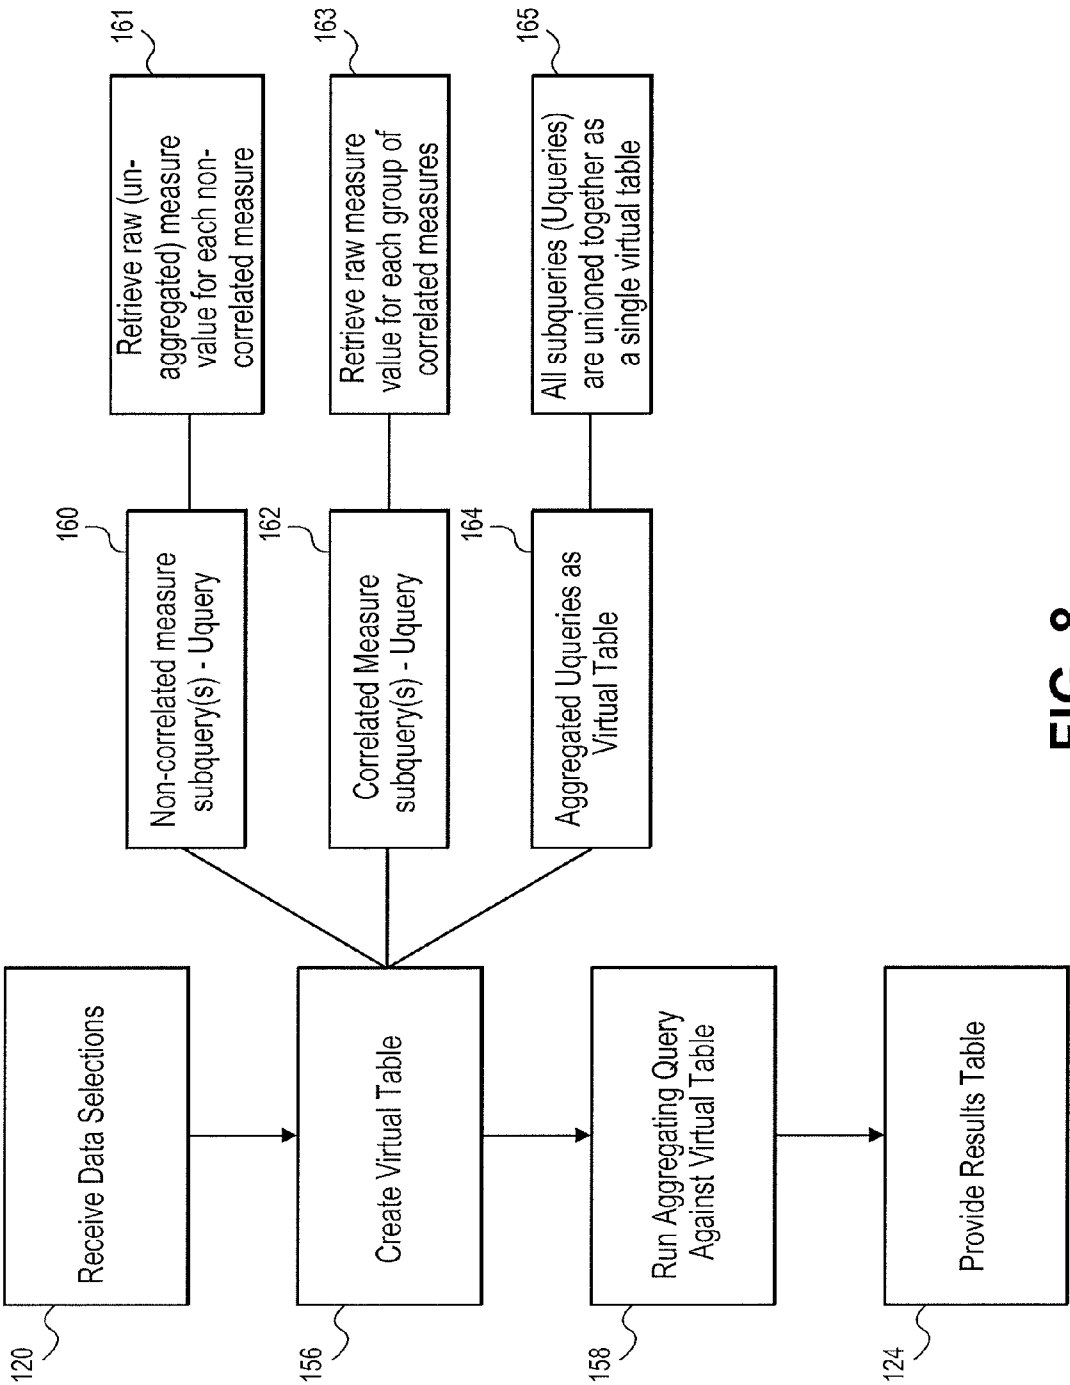 120
Receive Data Selections
156
Create Virtual Table
158
Run Aggregating Query
Against Virtual Table
124
Provide Results Table
160
Non-correlated measure
subquery(s) - Uquery
161
Retrieve raw (un-
aggregated) measure
value for each non-
correlated measure
162
Correlated Measure
subquery(s) - Uquery
163
Retrieve raw measure
value for each group of
correlated measures
164
Aggregated Uqueries as
Virtual Table
165
All subqueries (Uqueries)
are unioned together as
a single virtual table
FIG. 8